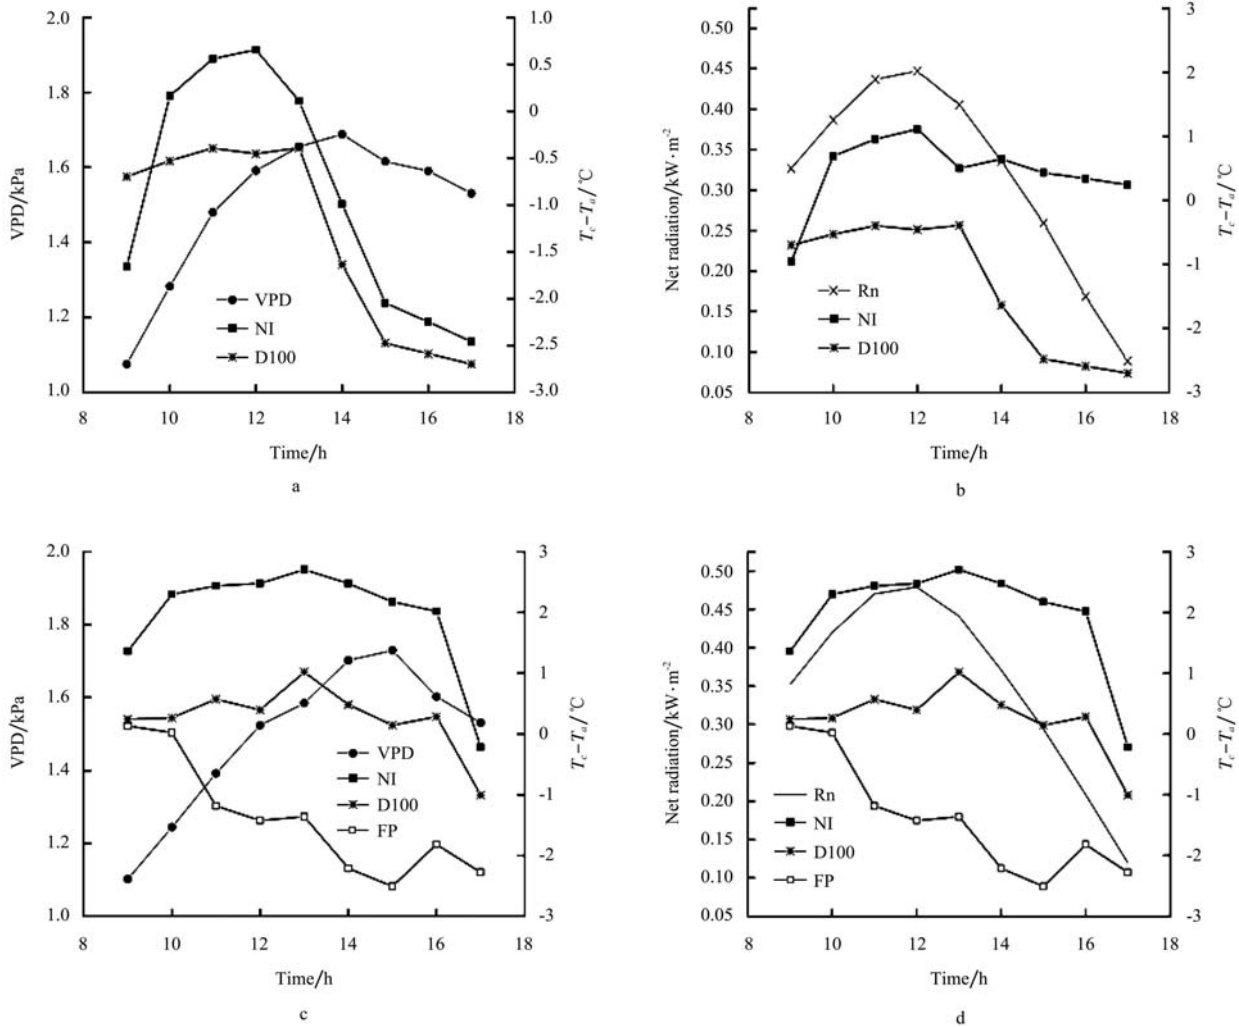 2.0
1.8
1.6
1.4
1.2
1.0
VPD/kPa
1.0
0.5
0
-0.5
-1.0
-1.5
-2.0
-2.5
-3.0
T_c−T_a/℃
VPD
NI
D100
8 10 12 14 16 18
Time/h
a
0.50
0.45
0.40
0.35
0.30
0.25
0.20
0.15
0.10
0.05
Net radiation/kW·m⁻²
3
2
1
0
-1
-2
-3
T_c−T_a/℃
Rn
NI
D100
8 10 12 14 16 18
Time/h
b
2.0
1.8
1.6
1.4
1.2
1.0
VPD/kPa
3
2
1
0
-1
-2
-3
T_c−T_a/℃
VPD
NI
D100
FP
8 10 12 14 16 18
Time/h
c
0.50
0.45
0.40
0.35
0.30
0.25
0.20
0.15
0.10
0.05
Net radiation/kW·m⁻²
3
2
1
0
-1
-2
-3
T_c−T_a/℃
Rn
NI
D100
FP
8 10 12 14 16 18
Time/h
d